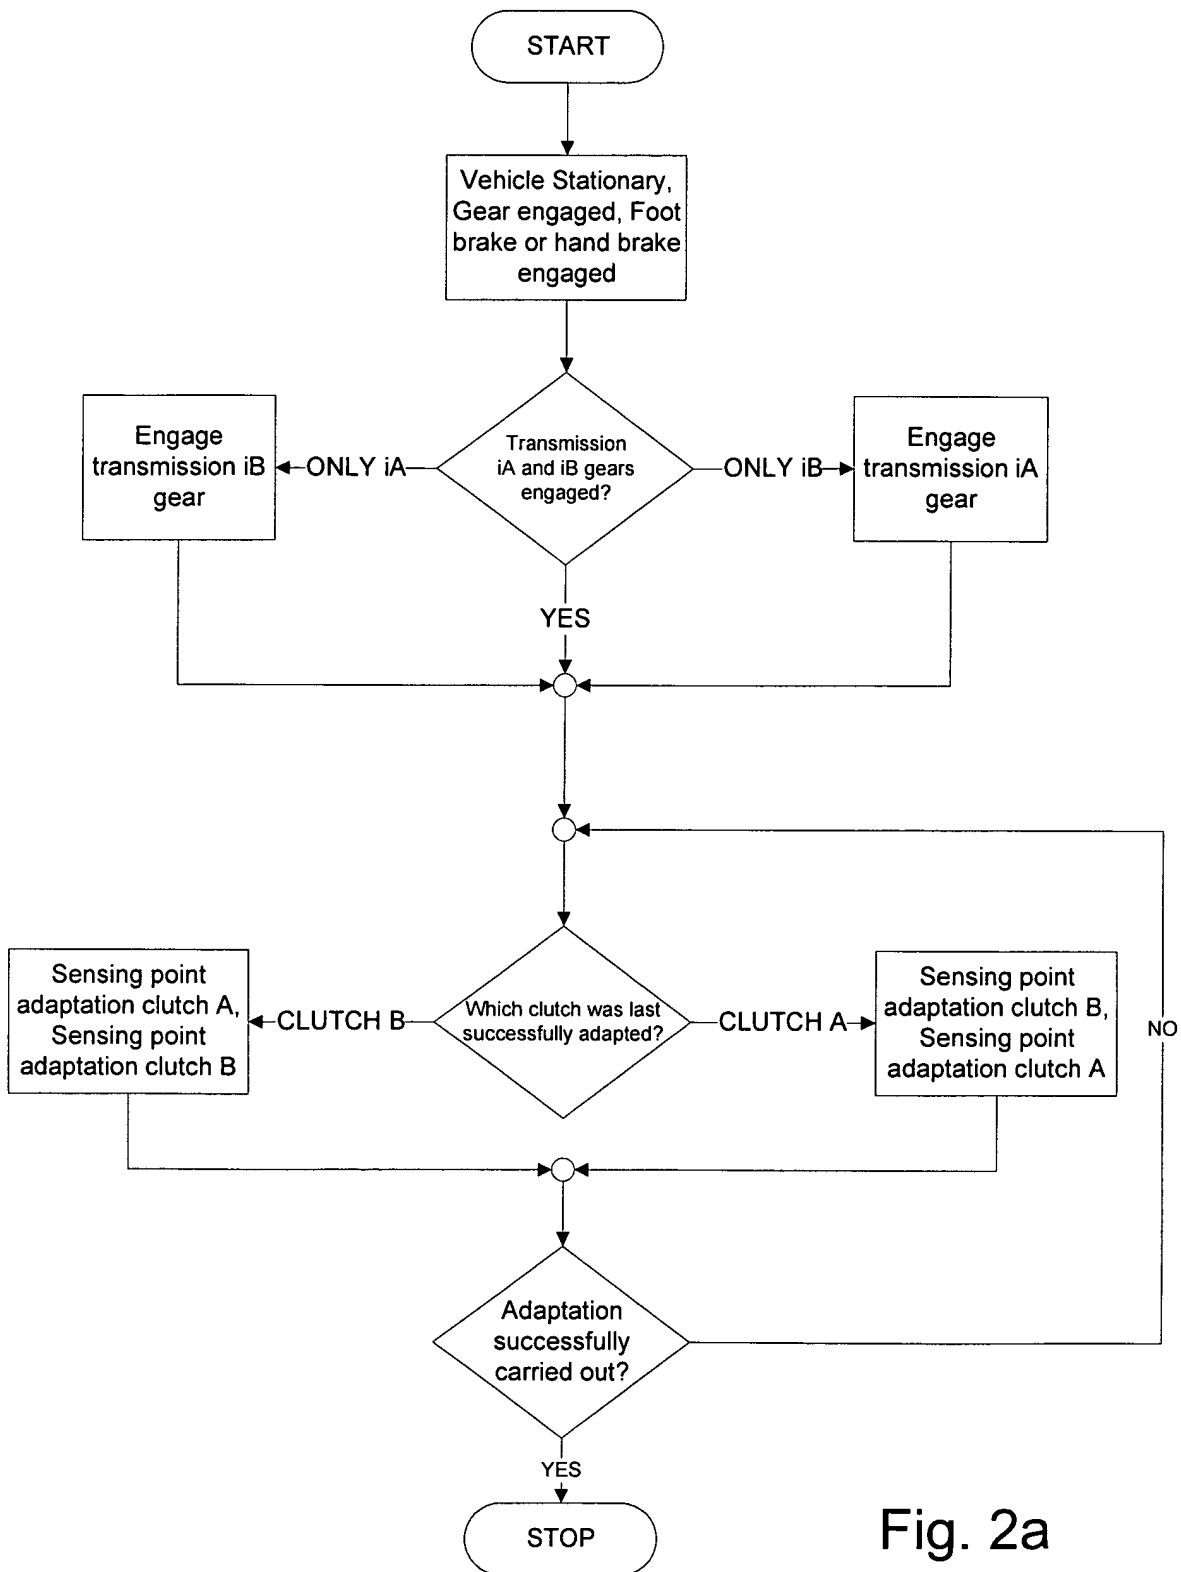 START
Vehicle Stationary,
Gear engaged, Foot
brake or hand brake
engaged
Engage
transmission iB
gear
ONLY iA
Transmission
iA and iB gears
engaged?
ONLY iB
Engage
transmission iA
gear
YES
Sensing point
adaptation clutch A,
Sensing point
adaptation clutch B
CLUTCH B
Which clutch was last
successfully adapted?
CLUTCH A
Sensing point
adaptation clutch B,
Sensing point
adaptation clutch A
NO
Adaptation
successfully
carried out?
YES
STOP
Fig. 2a